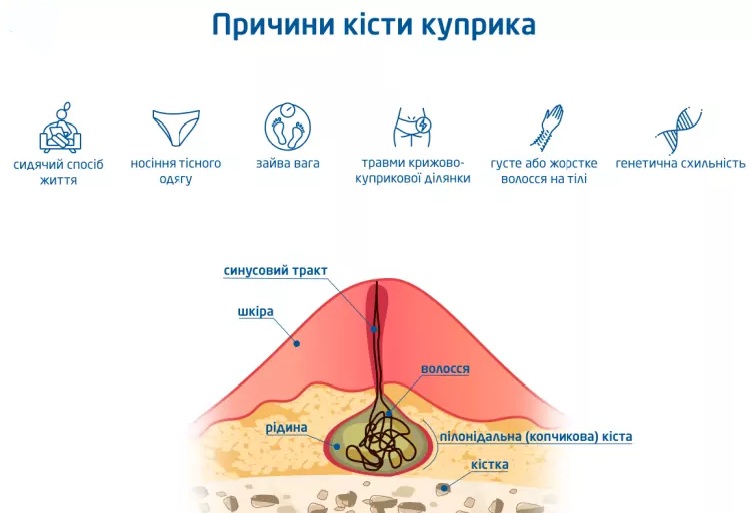 Причини кісти куприка
сидячий спосіб
життя
носіння тісного
одягу
зайва вага
травми крижово-
куприкової ділянки
густе або жорстке
волосся на тілі
генетична схильність
синусовий тракт
шкіра
волосся
рідина
пілонідальна (копчикова) кіста
кістка